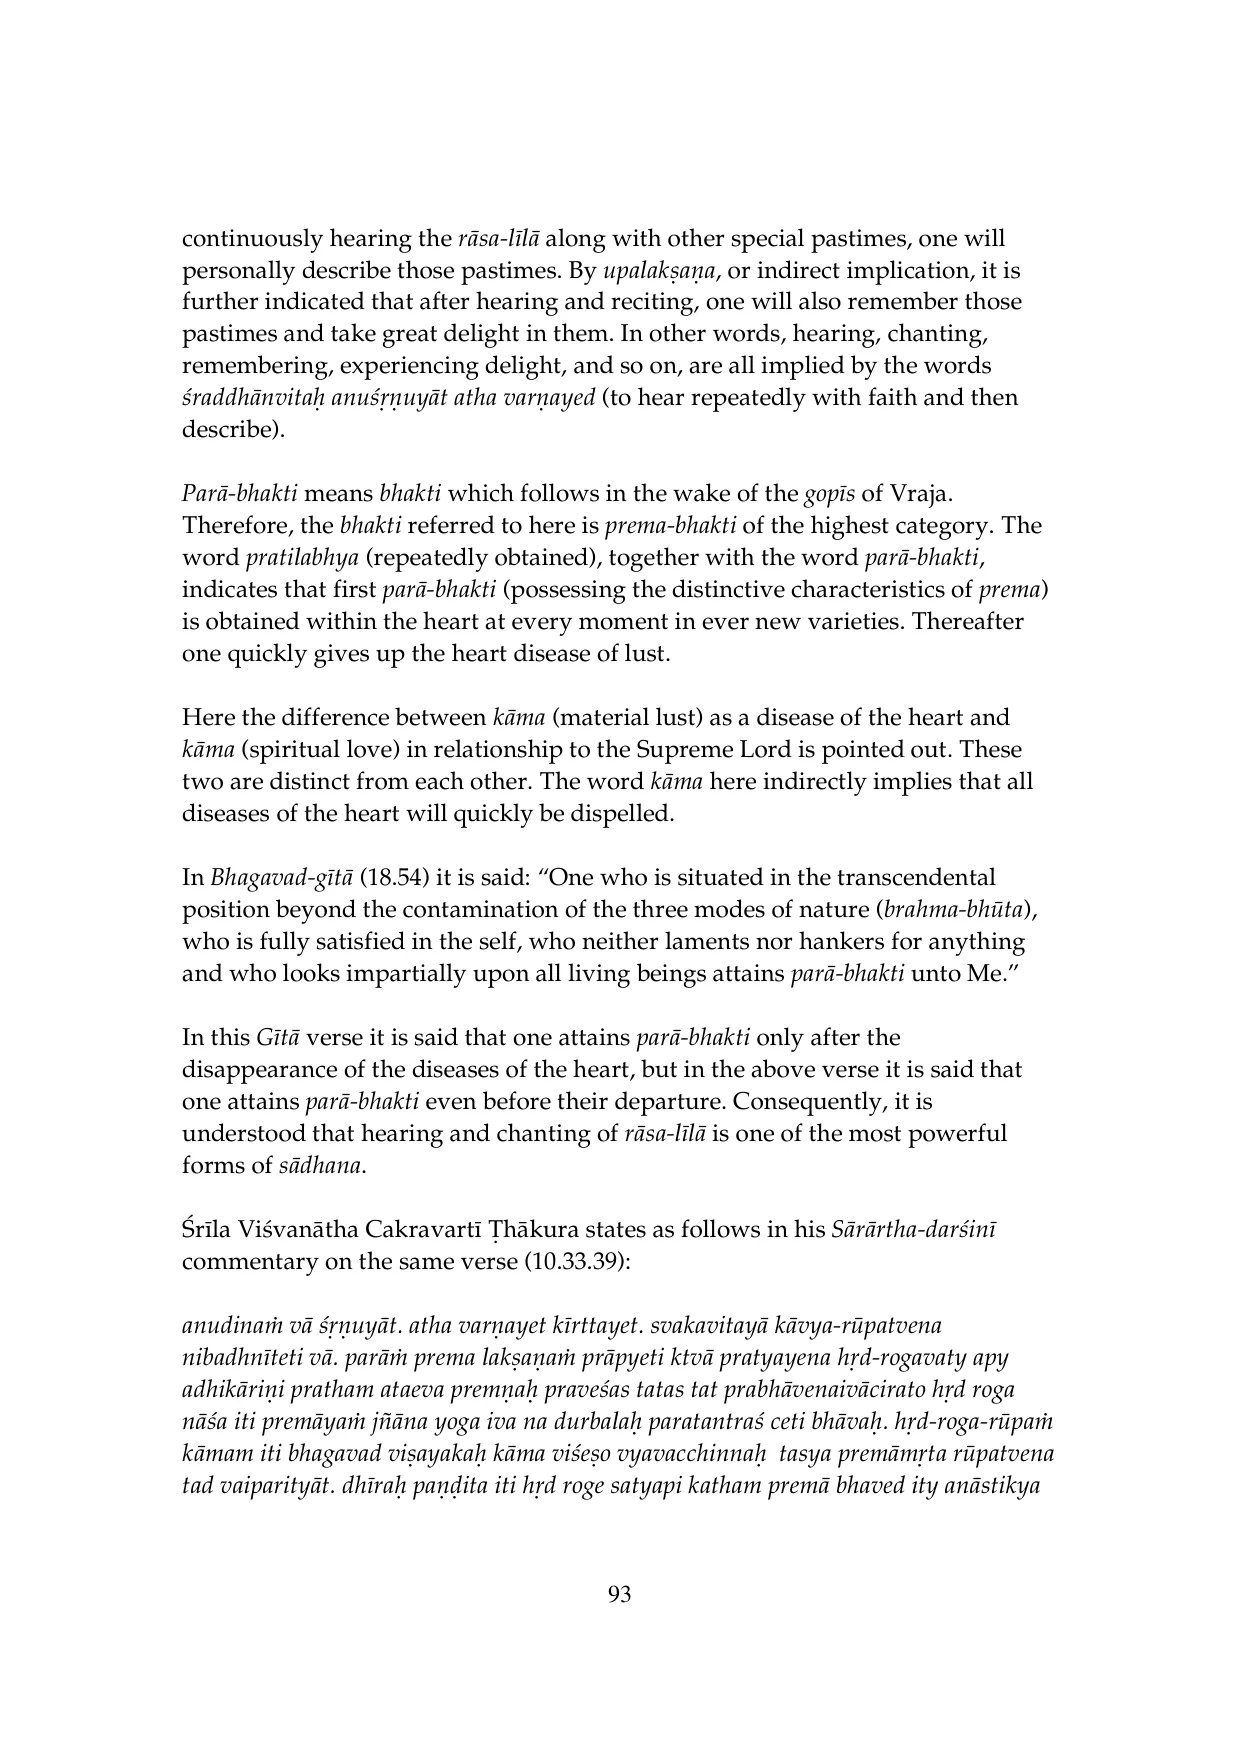 continuously hearing the rāsa-līlā along with other special pastimes, one will
personally describe those pastimes. By upalakṣaṇa, or indirect implication, it is
further indicated that after hearing and reciting, one will also remember those
pastimes and take great delight in them. In other words, hearing, chanting,
remembering, experiencing delight, and so on, are all implied by the words
śraddhānvitaḥ anuśṛṇuyāt atha varṇayed (to hear repeatedly with faith and then
describe).
Parā-bhakti means bhakti which follows in the wake of the gopīs of Vraja.
Therefore, the bhakti referred to here is prema-bhakti of the highest category. The
word pratilabhya (repeatedly obtained), together with the word parā-bhakti,
indicates that first parā-bhakti (possessing the distinctive characteristics of prema)
is obtained within the heart at every moment in ever new varieties. Thereafter
one quickly gives up the heart disease of lust.
Here the difference between kāma (material lust) as a disease of the heart and
kāma (spiritual love) in relationship to the Supreme Lord is pointed out. These
two are distinct from each other. The word kāma here indirectly implies that all
diseases of the heart will quickly be dispelled.
In Bhagavad-gītā (18.54) it is said: “One who is situated in the transcendental
position beyond the contamination of the three modes of nature (brahma-bhūta),
who is fully satisfied in the self, who neither laments nor hankers for anything
and who looks impartially upon all living beings attains parā-bhakti unto Me.”
In this Gītā verse it is said that one attains parā-bhakti only after the
disappearance of the diseases of the heart, but in the above verse it is said that
one attains parā-bhakti even before their departure. Consequently, it is
understood that hearing and chanting of rāsa-līlā is one of the most powerful
forms of sādhana.
Śrīla Viśvanātha Cakravartī Ṭhākura states as follows in his Sārārtha-darśinī
commentary on the same verse (10.33.39):
anudinaṁ vā śṛṇuyāt. atha varṇayet kīrttayet. svakavitayā kāvya-rūpatvena
nibadhnīteti vā. parāṁ prema lakṣaṇaṁ prāpyeti ktvā pratyayena hṛd-rogavaty apy
adhikāriṇi pratham ataeva premṇaḥ praveśas tatas tat prabhāvenaivācirato hṛd roga
nāśa iti premāyaṁ jñāna yoga iva na durbalaḥ paratantraś ceti bhāvaḥ. hṛd-roga-rūpaṁ
kāmam iti bhagavad viṣayakaḥ kāma viśeṣo vyavacchinnaḥ tasya premāmṛta rūpatvena
tad vaiparityāt. dhīraḥ paṇḍita iti hṛd roge satyapi katham premā bhaved ity anāstikya
93